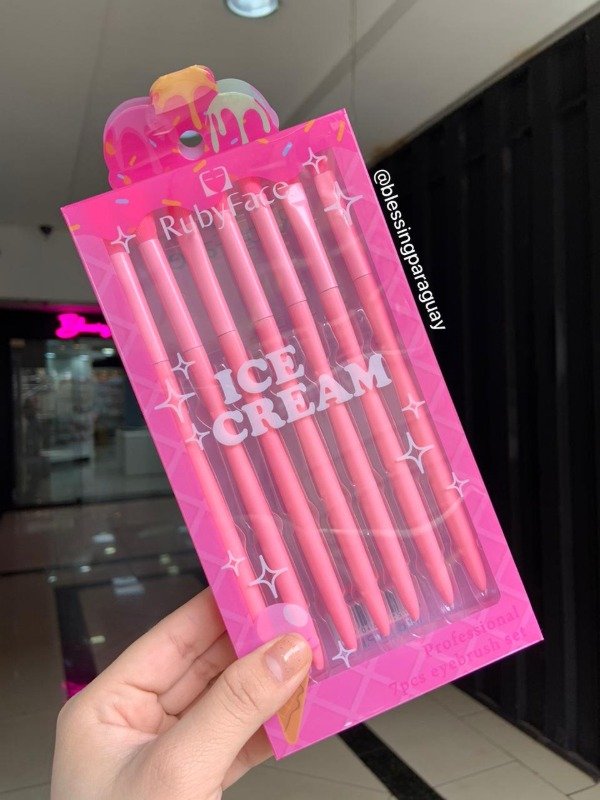 RubyFace
@blessingparaguay
ICE
CREAM
Professional
7pcs eyebrush set